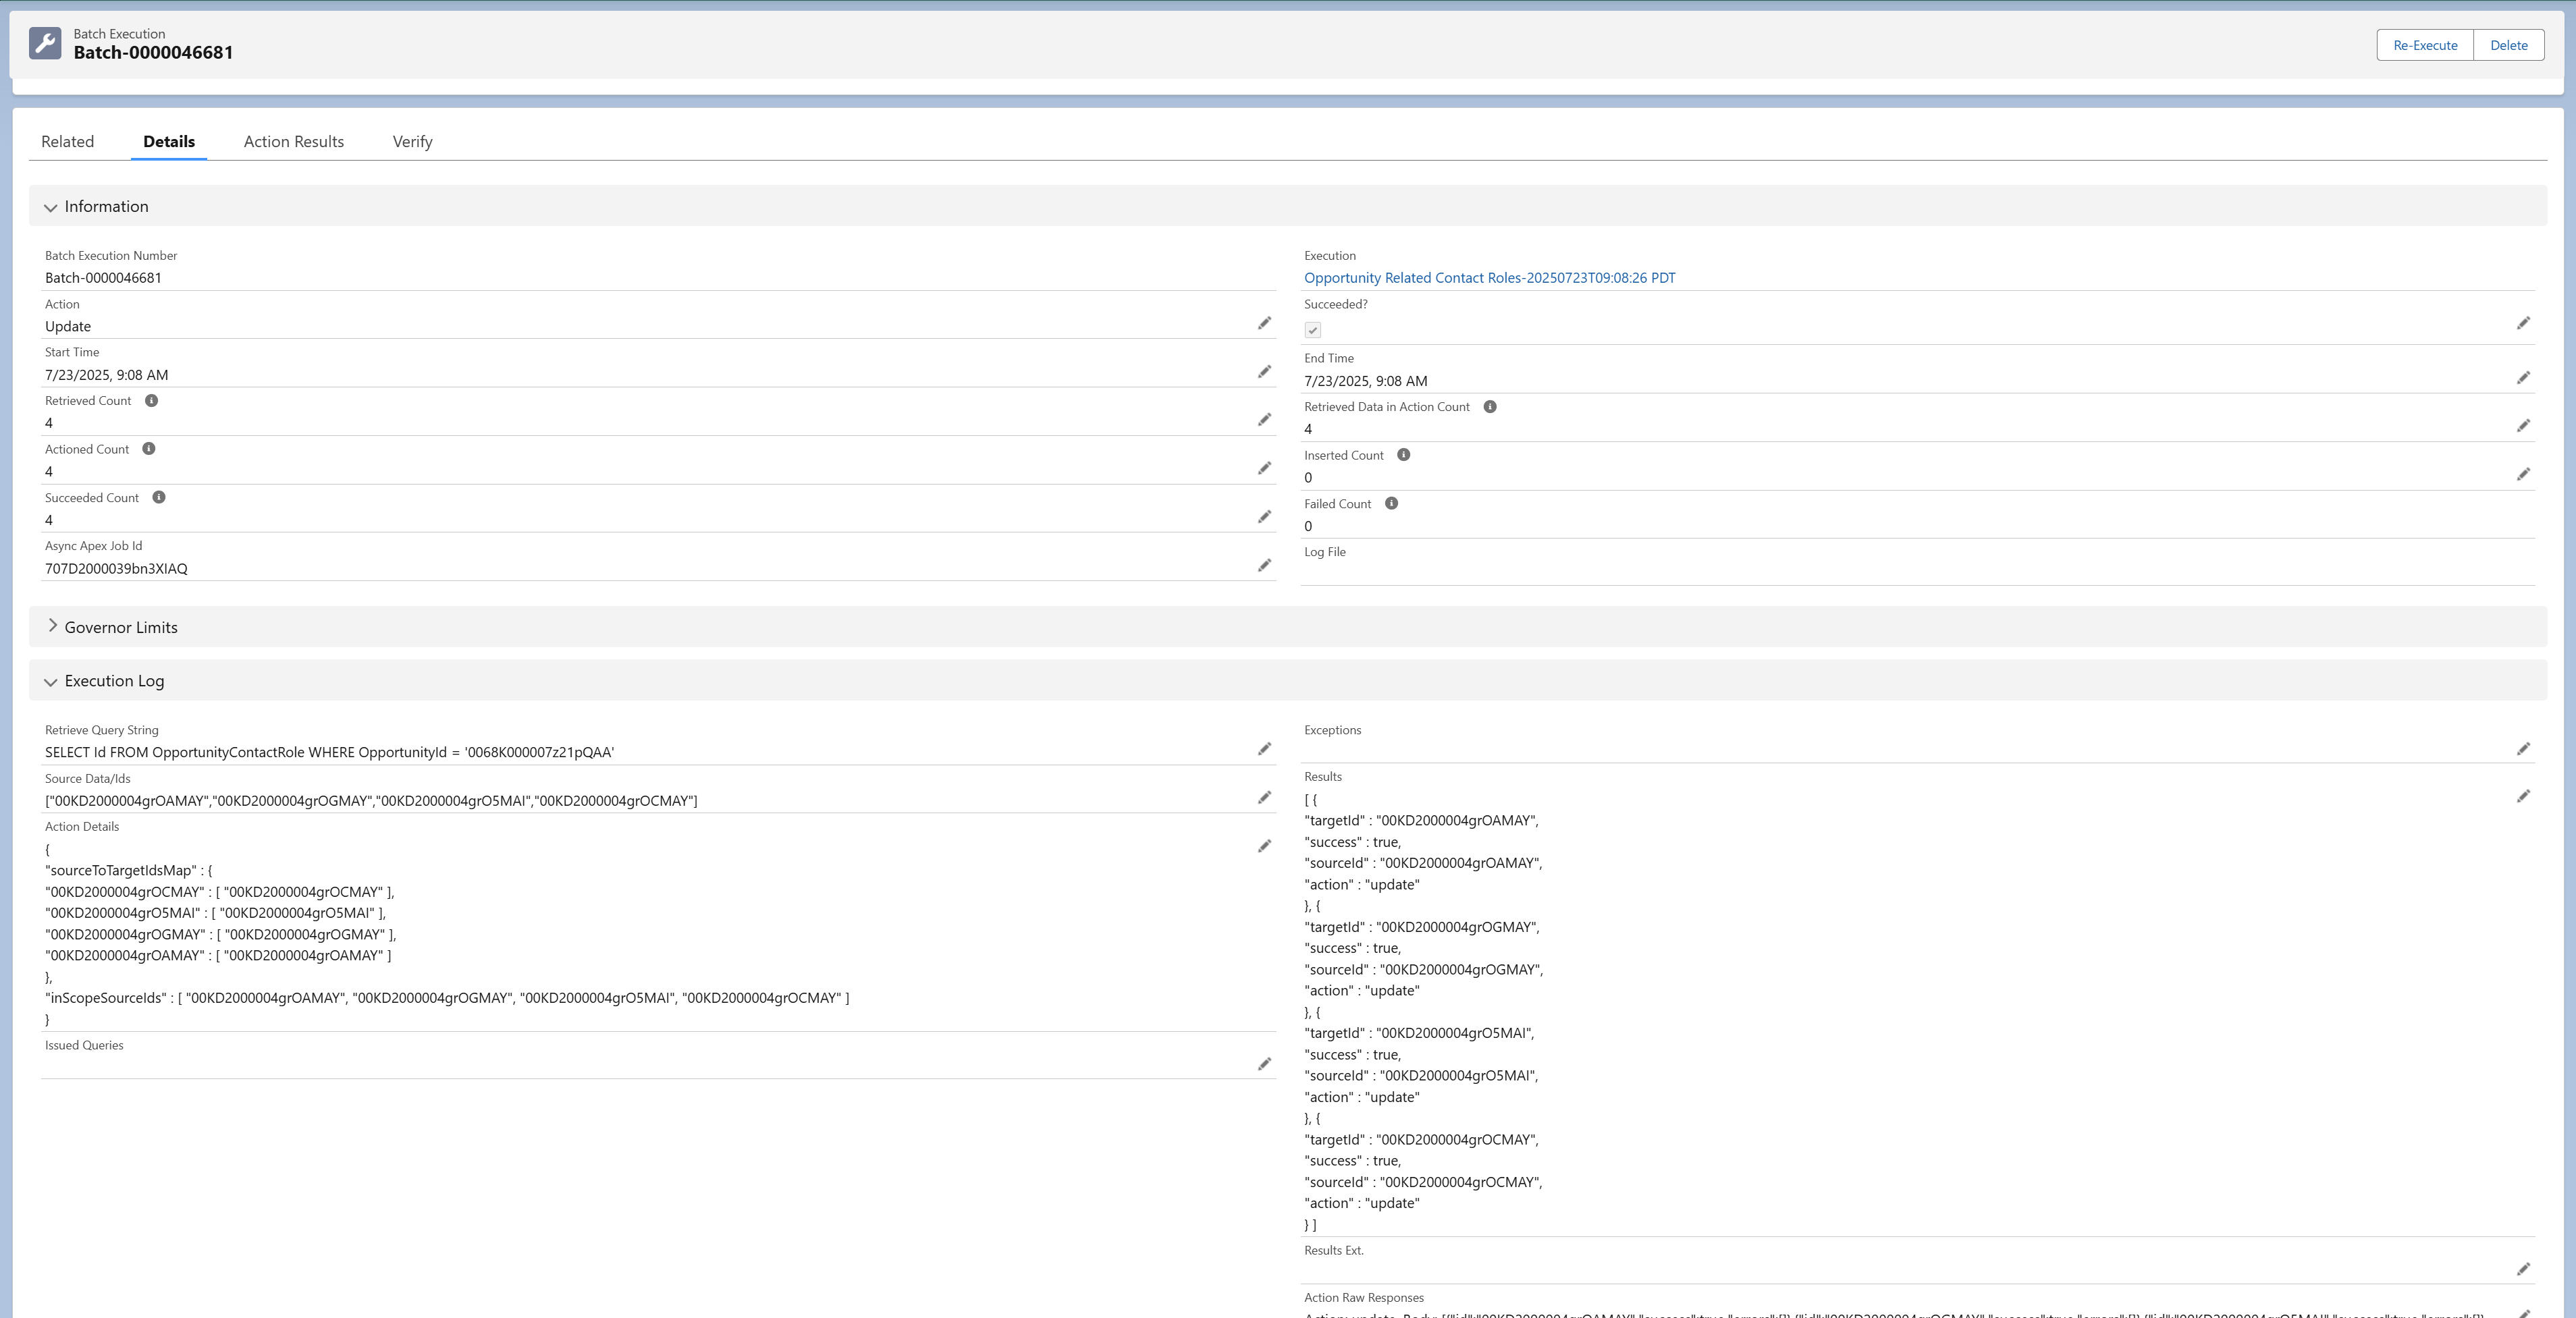 Batch Execution
Batch-0000046681
Re-Execute
Delete
Related
Details
Action Results
Verify
Information
Batch Execution Number
Batch-0000046681
Execution
Opportunity Related Contact Roles-20250723T09:08:26 PDT
Action
Update
Succeeded?
Start Time
7/23/2025, 9:08 AM
End Time
7/23/2025, 9:08 AM
Retrieved Count
4
Retrieved Data in Action Count
4
Actioned Count
4
Inserted Count
0
Succeeded Count
4
Failed Count
0
Async Apex Job Id
707D2000039bn3XIAQ
Log File
Governor Limits
Execution Log
Retrieve Query String
SELECT Id FROM OpportunityContactRole WHERE OpportunityId = '0068K000007z21pQAA'
Source Data/Ids
["00KD2000004grOAMAY","00KD2000004grOGMAY","00KD2000004grO5MAI","00KD2000004grOCMAY"]
Action Details
{
"sourceToTargetIdsMap" : {
"00KD2000004grOCMAY" : [ "00KD2000004grOCMAY" ],
"00KD2000004grO5MAI" : [ "00KD2000004grO5MAI" ],
"00KD2000004grOGMAY" : [ "00KD2000004grOGMAY" ],
"00KD2000004grOAMAY" : [ "00KD2000004grOAMAY" ]
},
"inScopeSourceIds" : [ "00KD2000004grOAMAY", "00KD2000004grOGMAY", "00KD2000004grO5MAI", "00KD2000004grOCMAY" ]
}
Issued Queries
Exceptions
Results
[ {
"targetId" : "00KD2000004grOAMAY",
"success" : true,
"sourceId" : "00KD2000004grOAMAY",
"action" : "update"
}, {
"targetId" : "00KD2000004grOGMAY",
"success" : true,
"sourceId" : "00KD2000004grOGMAY",
"action" : "update"
}, {
"targetId" : "00KD2000004grO5MAI",
"success" : true,
"sourceId" : "00KD2000004grO5MAI",
"action" : "update"
}, {
"targetId" : "00KD2000004grOCMAY",
"success" : true,
"sourceId" : "00KD2000004grOCMAY",
"action" : "update"
} ]
Results Ext.
Action Raw Responses